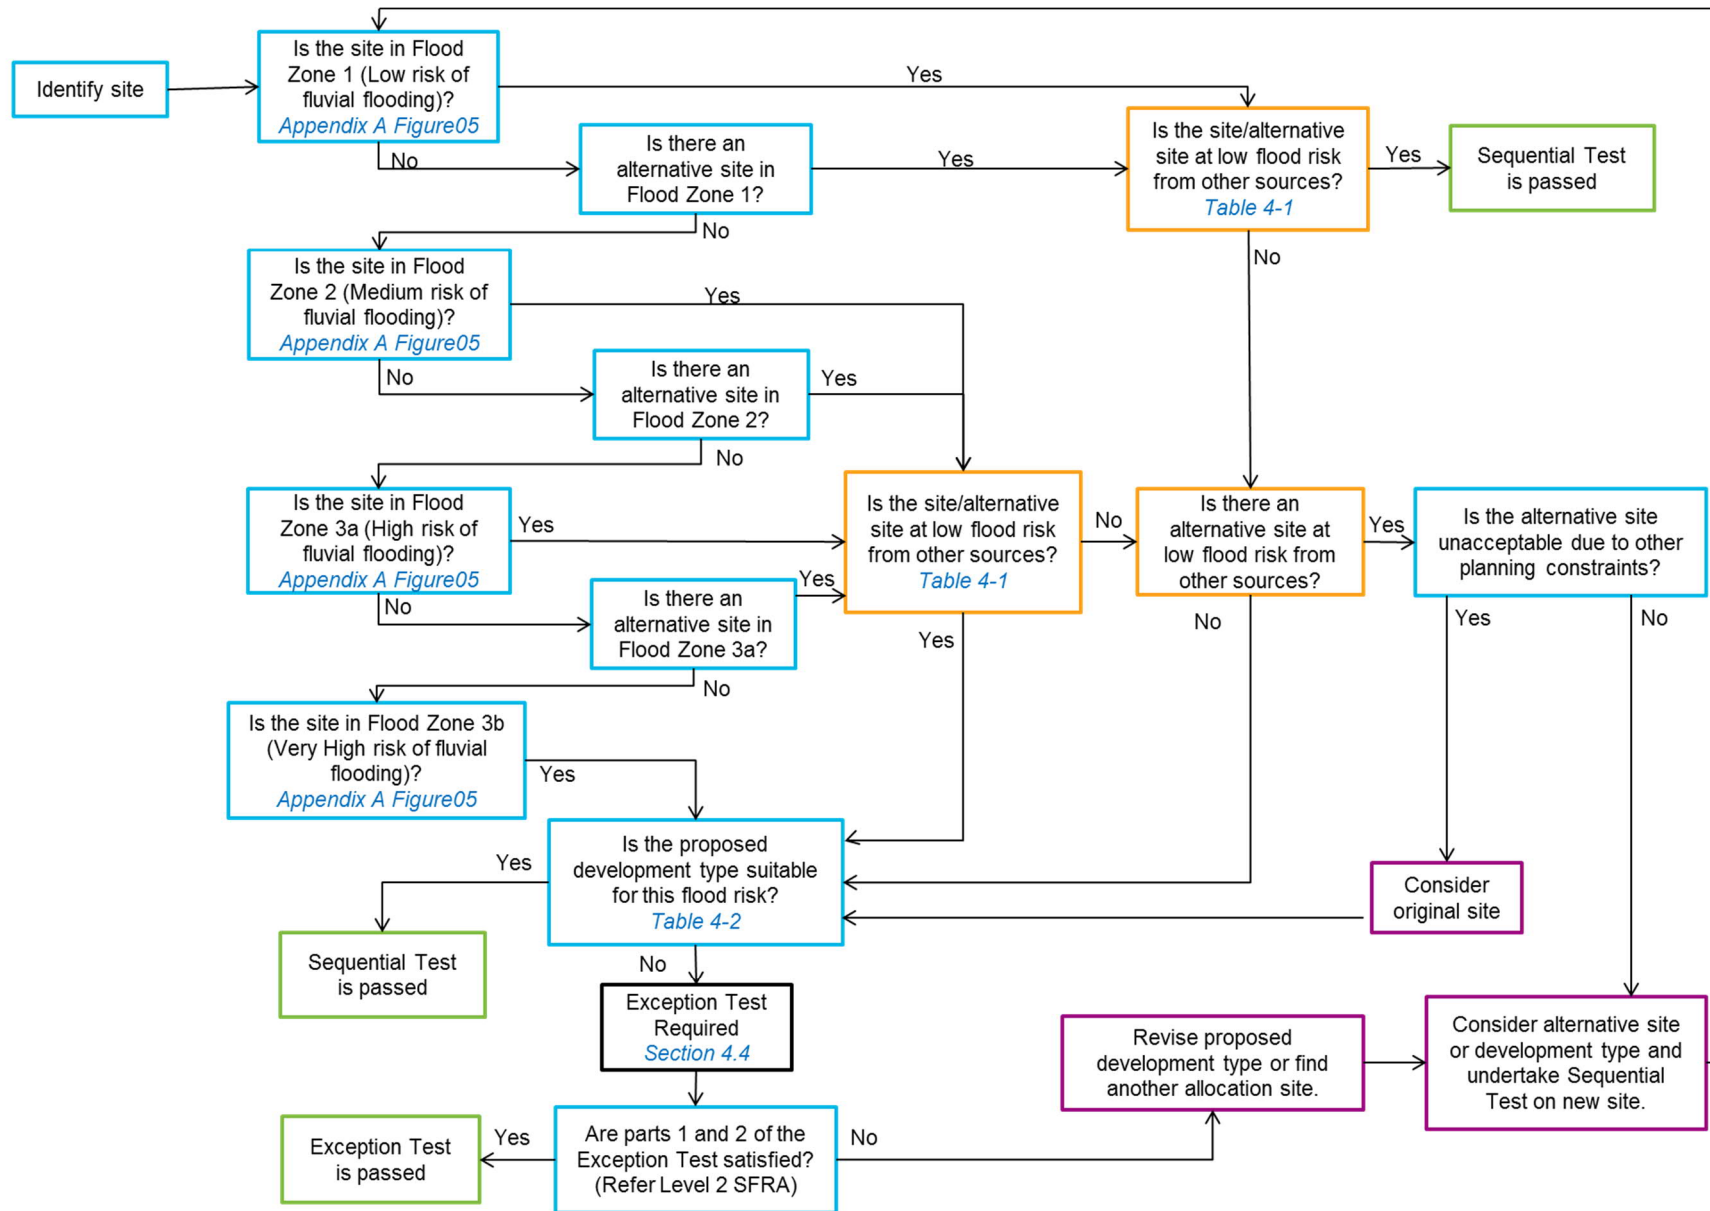 Identify site
Is the site in Flood
Zone 1 (Low risk of
fluvial flooding)?
Appendix A Figure05
Yes
No
Is there an
alternative site in
Flood Zone 1?
Yes
No
Is the site/alternative
site at low flood risk
from other sources?
Table 4-1
Yes
No
Sequential Test
is passed
Is the site in Flood
Zone 2 (Medium risk of
fluvial flooding)?
Appendix A Figure05
Yes
No
Is there an
alternative site in
Flood Zone 2?
Yes
No
Is the site in Flood
Zone 3a (High risk of
fluvial flooding)?
Appendix A Figure05
Yes
No
Is there an
alternative site in
Flood Zone 3a?
Yes
No
Is the site/alternative
site at low flood risk
from other sources?
Table 4-1
No
Yes
Is there an
alternative site at
low flood risk from
other sources?
Yes
No
Is the alternative site
unacceptable due to other
planning constraints?
Yes
No
Is the site in Flood Zone 3b
(Very High risk of fluvial
flooding)?
Appendix A Figure05
Yes
Is the proposed
development type suitable
for this flood risk?
Table 4-2
Yes
No
Consider
original site
Sequential Test
is passed
Exception Test
Required
Section 4.4
Revise proposed
development type or find
another allocation site.
Consider alternative site
or development type and
undertake Sequential
Test on new site.
Are parts 1 and 2 of the
Exception Test satisfied?
(Refer Level 2 SFRA)
Yes
No
Exception Test
is passed